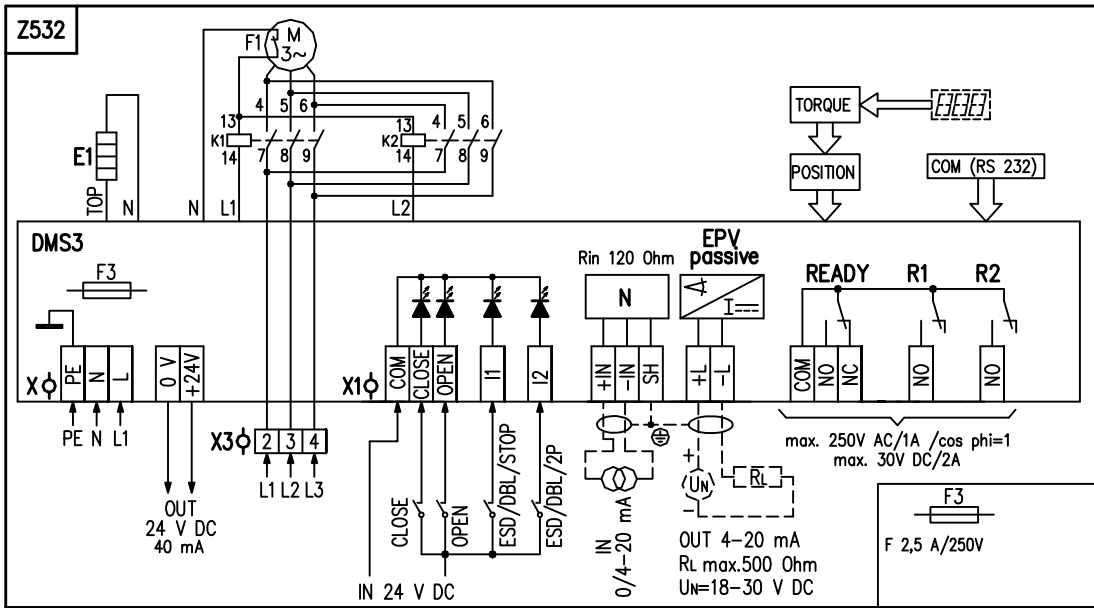 Z532
F1
M
3~
4 5 6
4 5 6
13
K1
14
7 8 9
13
K2
14
7 8 9
E1
TOP
N
N
L1
L2
TORQUE
POSITION
COM (RS 232)
DMS3
F3
Rin 120 Ohm
N
EPV
passive
I
READY
R1
R2
X
PE
N
L
0 V
+24V
X1
COM
CLOSE
OPEN
I1
I2
+IN
-IN
SH
+L
-L
COM
NO
NC
NO
NO
PE N L1
X3
2 3 4
L1 L2 L3
OUT
24 V DC
40 mA
CLOSE
OPEN
ESD/DBL/STOP
ESD/DBL/2P
IN 24 V DC
IN
0/4-20 mA
+
UN
-
RL
OUT 4-20 mA
RL max.500 Ohm
UN=18-30 V DC
max. 250V AC/1A /cos phi=1
max. 30V DC/2A
F3
F 2,5 A/250V